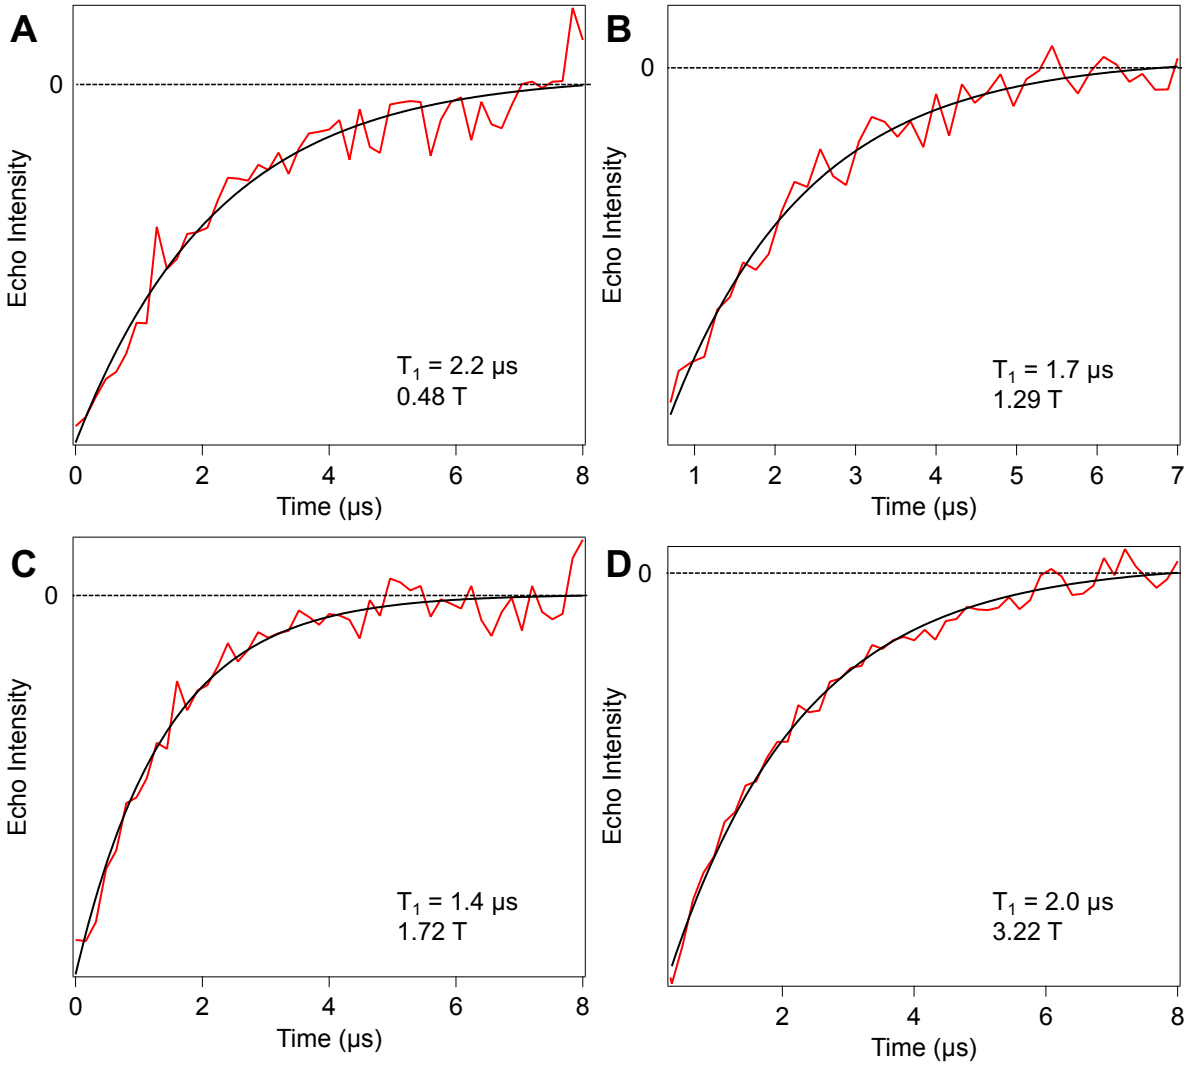 A
0
Echo Intensity
T1 = 2.2 µs
0.48 T
0 2 4 6 8
Time (µs)
B
0
Echo Intensity
T1 = 1.7 µs
1.29 T
1 2 3 4 5 6 7
Time (µs)
C
0
Echo Intensity
T1 = 1.4 µs
1.72 T
0 2 4 6 8
Time (µs)
D
0
Echo Intensity
T1 = 2.0 µs
3.22 T
2 4 6 8
Time (µs)